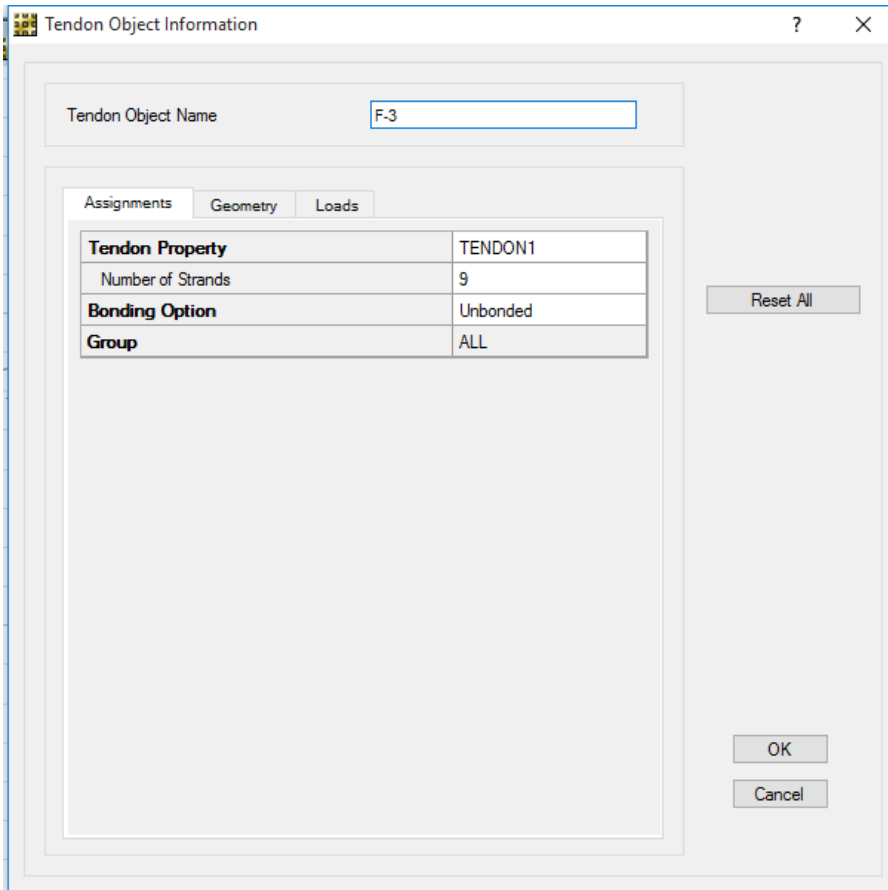 Tendon Object Information ? X
Tendon Object Name F-3
Assignments Geometry Loads
Tendon Property TENDON1
Number of Strands 9
Bonding Option Unbonded
Group ALL
Reset All
OK
Cancel